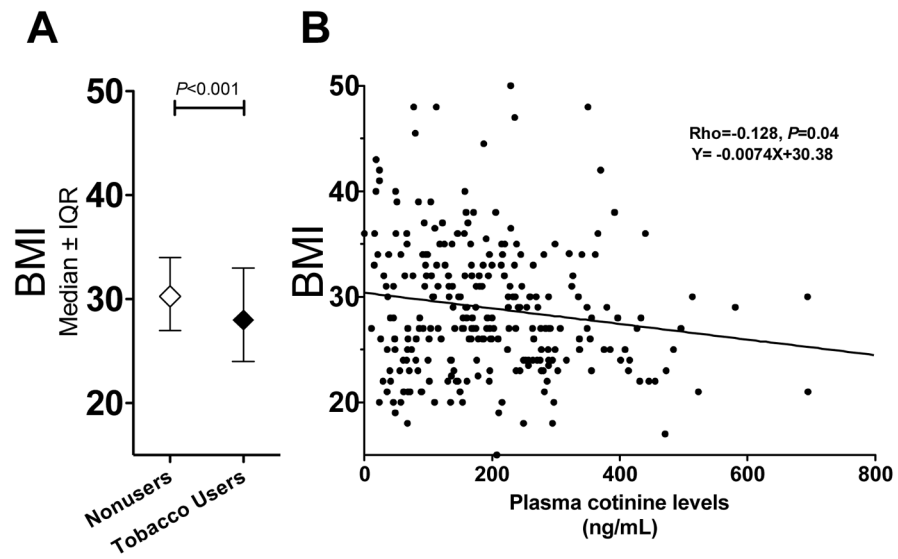 A
BMI
Median ± IQR
50
40
30
20
P<0.001
Nonusers
Tobacco Users
B
BMI
50
40
30
20
Rho=-0.128, P=0.04
Y= -0.0074X+30.38
0
200
400
600
800
Plasma cotinine levels
(ng/mL)